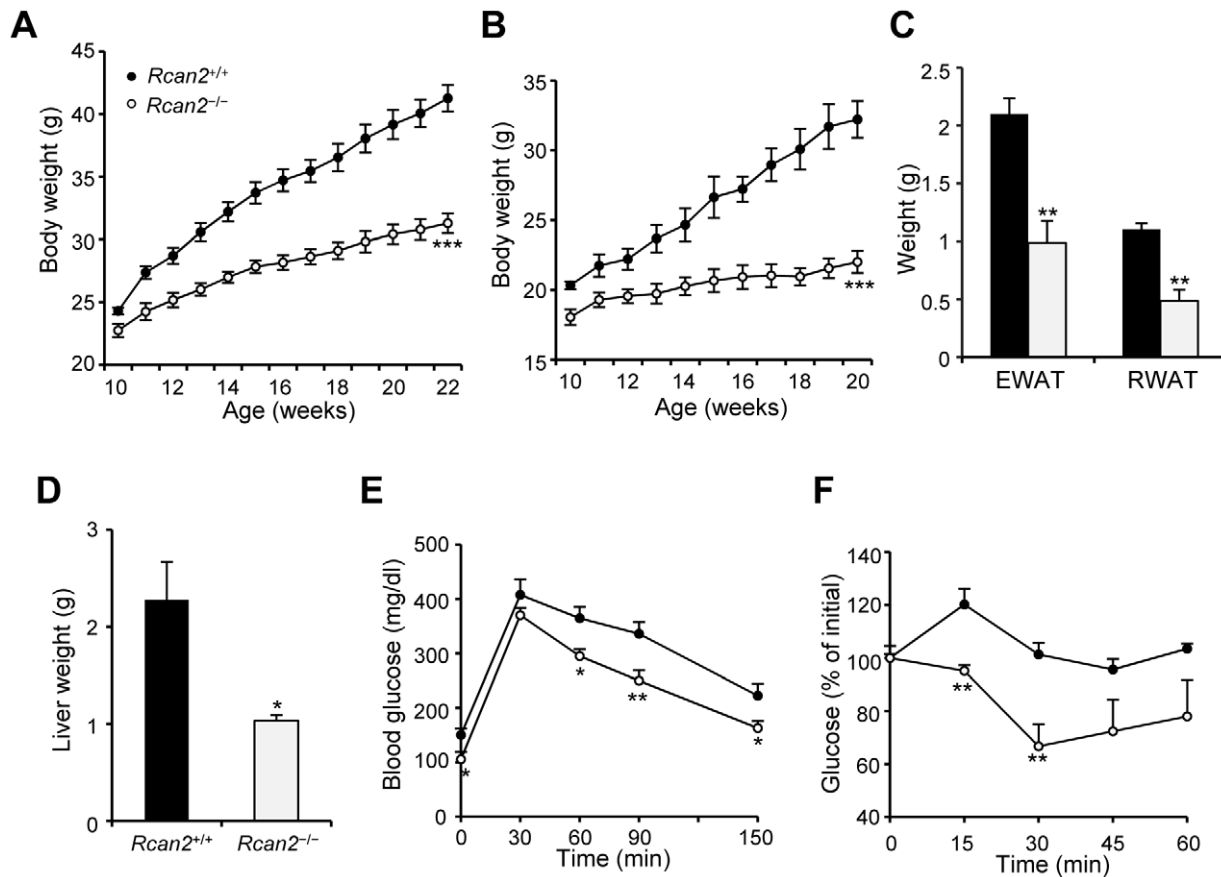 A
Body weight (g)
45
40
35
30
25
20
Rcan2+/+
Rcan2−/−
***
10 12 14 16 18 20 22
Age (weeks)
B
Body weight (g)
35
30
25
20
15
***
10 12 14 16 18 20
Age (weeks)
C
Weight (g)
2.5
2
1.5
1
0.5
0
**
**
EWAT RWAT
D
Liver weight (g)
3
2
1
0
*
Rcan2+/+ Rcan2−/−
E
Blood glucose (mg/dl)
500
400
300
200
100
0
*
*
**
*
0 30 60 90 150
Time (min)
F
Glucose (% of initial)
140
120
100
80
60
40
**
**
0 15 30 45 60
Time (min)